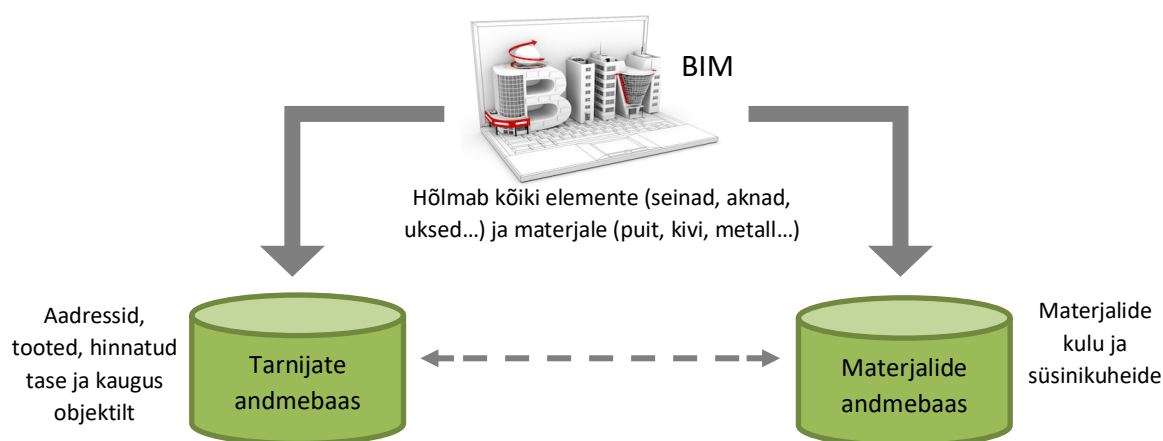 BIM
Hõlmab kõiki elemente (seinad, aknad,
uksed…) ja materjale (puit, kivi, metall…)
Aadressid,
tooted, hinnatud
tase ja kaugus
objektilt
Tarnijate
andmebaas
Materjalide
andmebaas
Materjalide
kulu ja
süsinikuheide